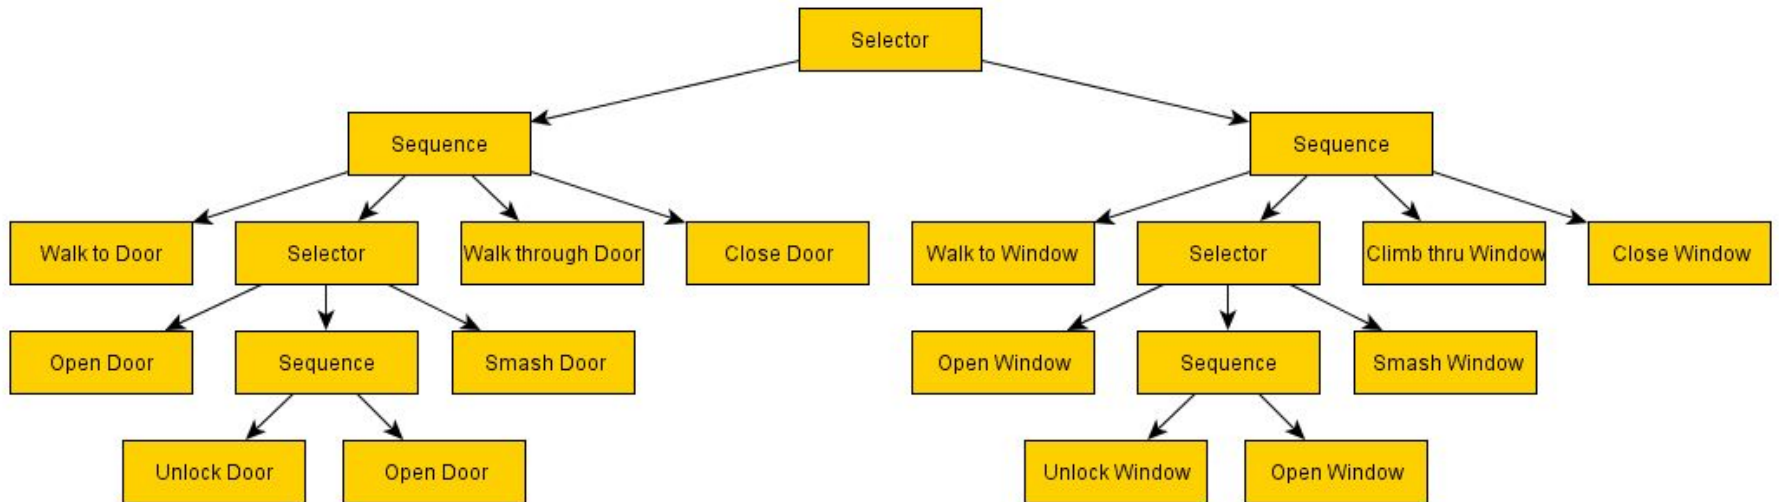 Selector
Sequence
Sequence
Walk to Door
Selector
Walk through Door
Close Door
Walk to Window
Selector
Climb thru Window
Close Window
Open Door
Sequence
Smash Door
Open Window
Sequence
Smash Window
Unlock Door
Open Door
Unlock Window
Open Window